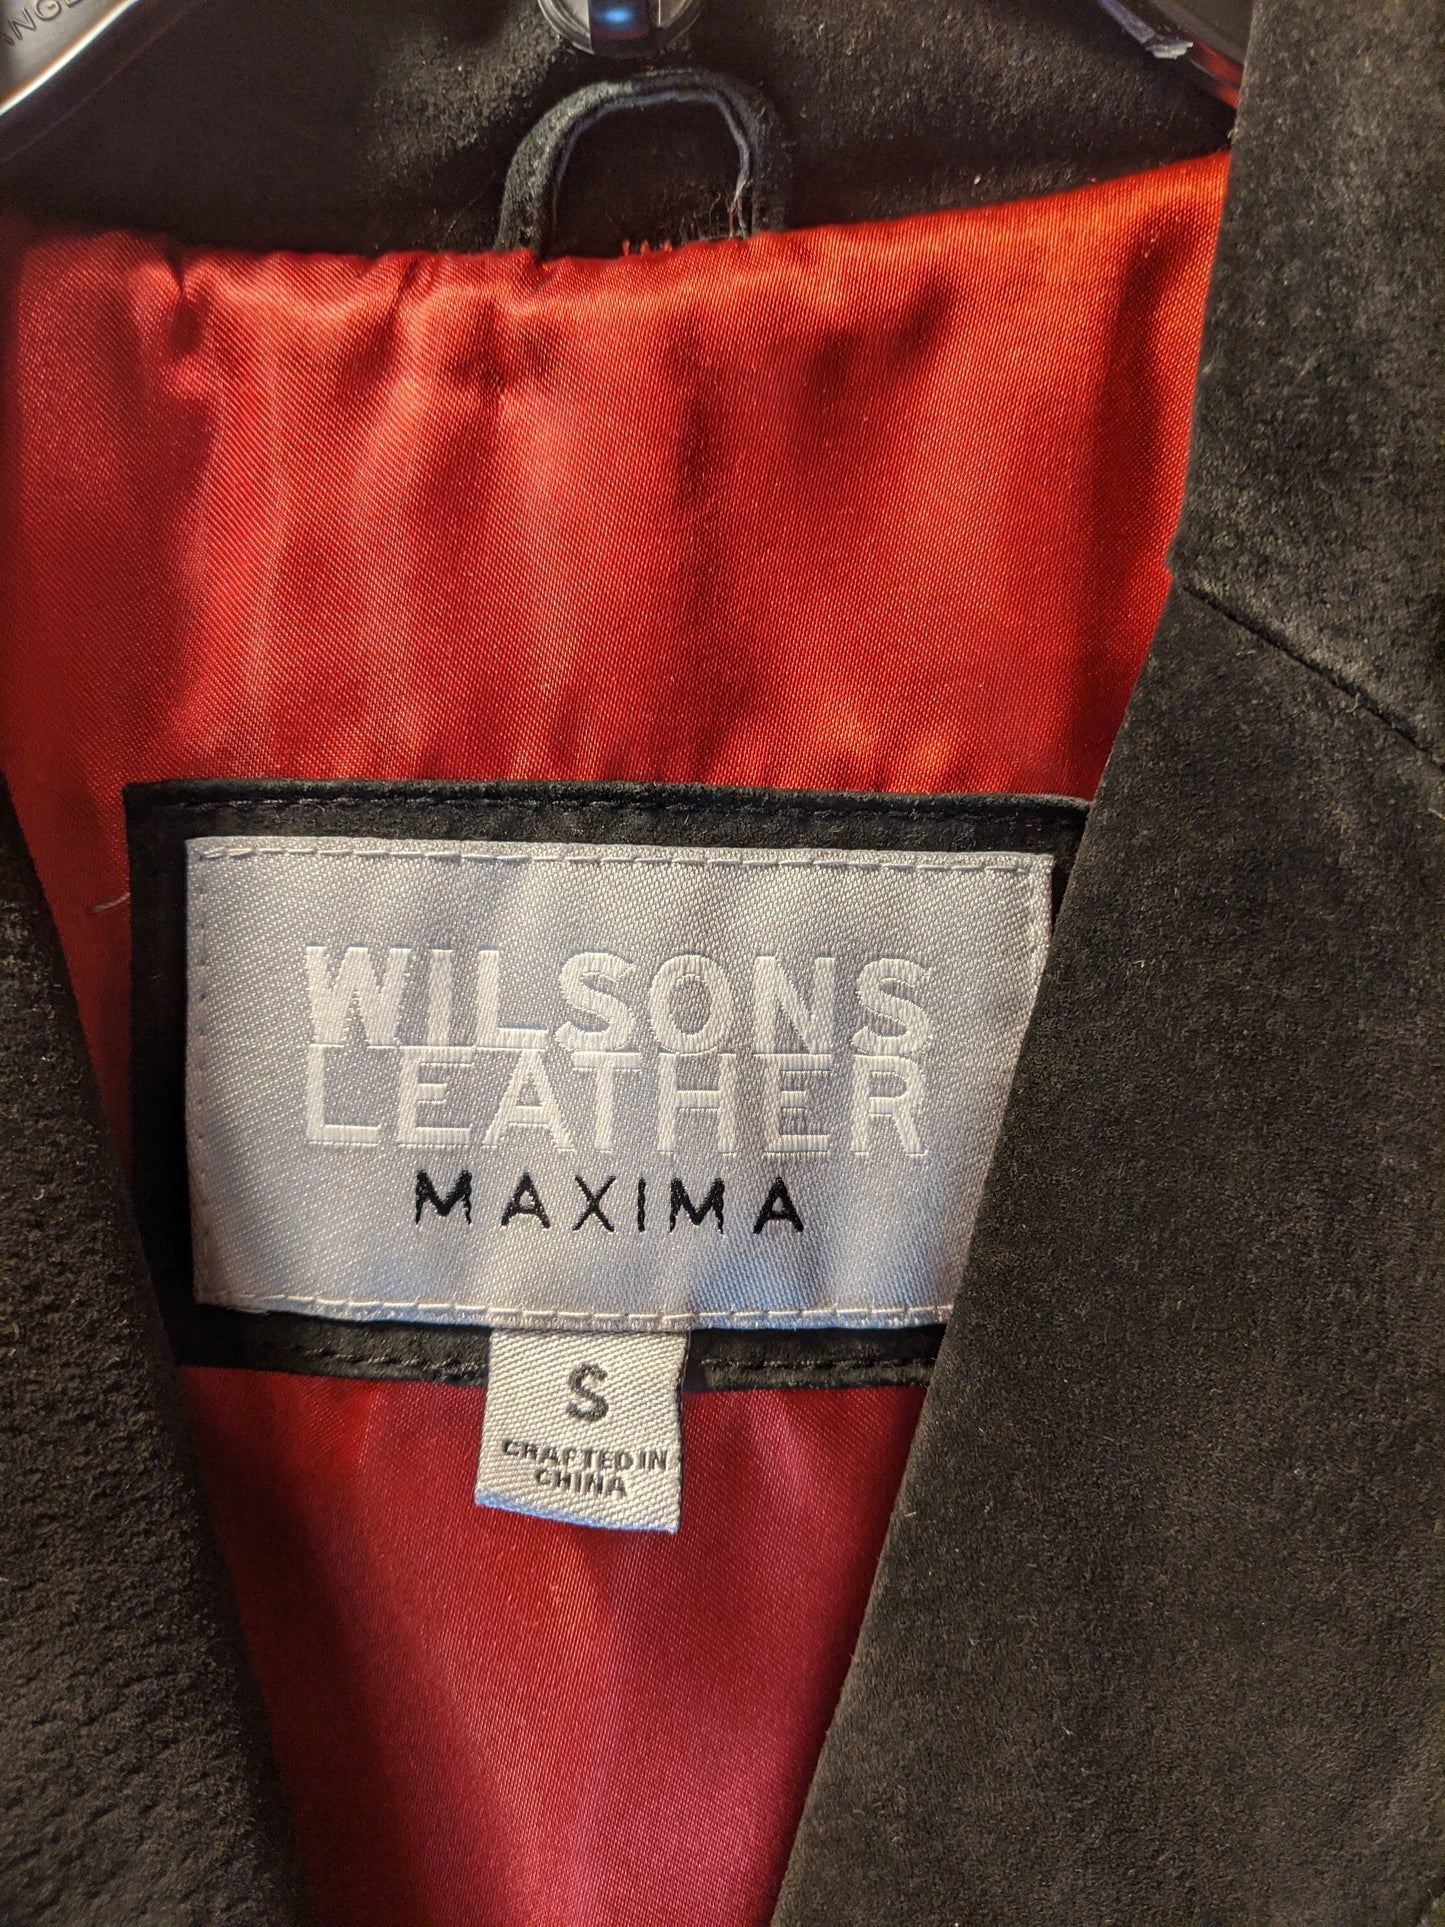 WILSONS
LEATHER
MAXIMA
S
CRAFTED IN
CHINA